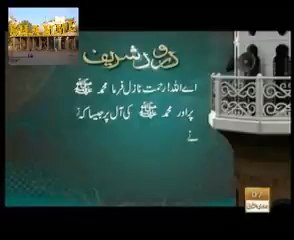 درود شریف
اے اللہ! رحمت نازل فرما محمد ﷺ
پر اور محمد ﷺ کی آل پر جیسا کہ
نے